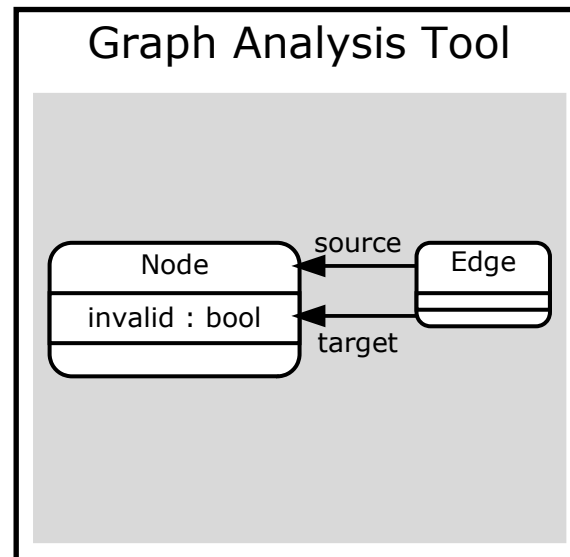 Graph Analysis Tool
source
Node
Edge
invalid : bool
target